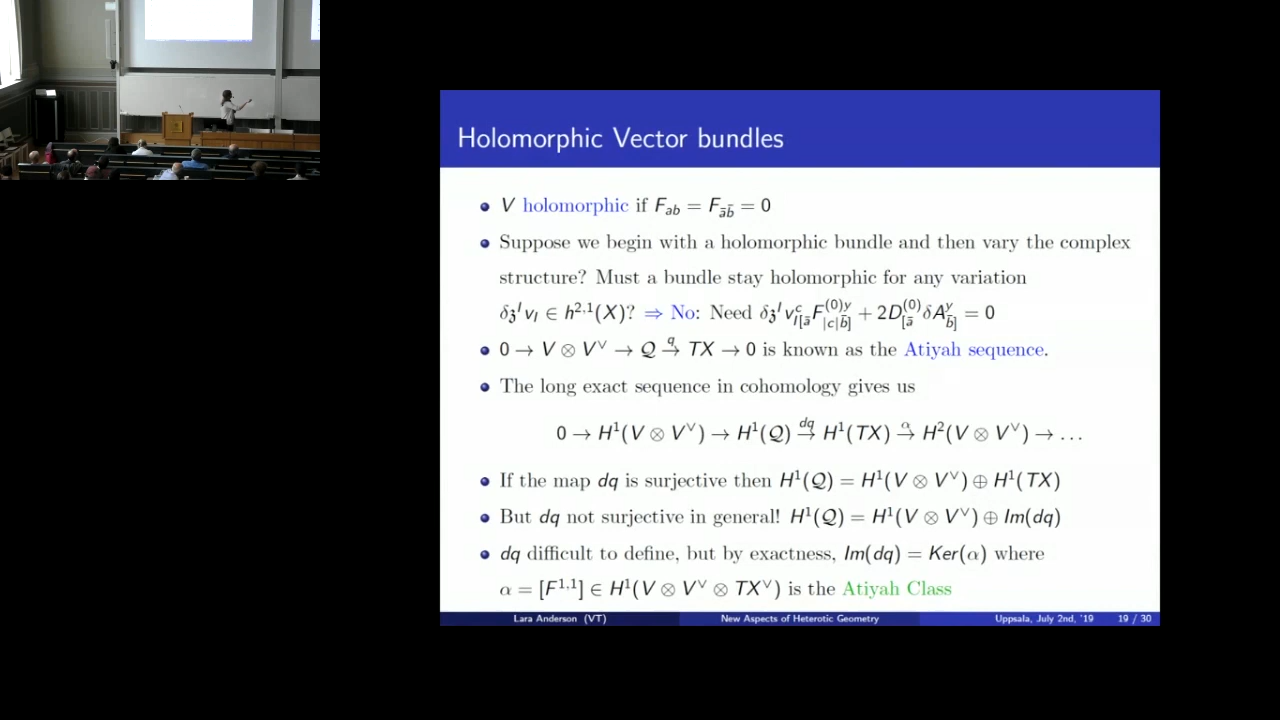 Holomorphic Vector bundles
V holomorphic if F_{ab} = F_{āb̄} = 0
Suppose we begin with a holomorphic bundle and then vary the complex
structure? Must a bundle stay holomorphic for any variation
δ𝔷^I v_I ∈ h^{2,1}(X)? ⇒ No: Need δ𝔷^I v^c_{I[ā} F^{(0)y}_{|c|b̄]} + 2D^{(0)}_{[ā} δA^y_{b̄]} = 0
0 → V ⊗ V^∨ → 𝒬 →^q TX → 0 is known as the Atiyah sequence.
The long exact sequence in cohomology gives us
0 → H^1(V ⊗ V^∨) → H^1(𝒬) →^{dq} H^1(TX) →^α H^2(V ⊗ V^∨) → ...
If the map dq is surjective then H^1(𝒬) = H^1(V ⊗ V^∨) ⊕ H^1(TX)
But dq not surjective in general! H^1(𝒬) = H^1(V ⊗ V^∨) ⊕ Im(dq)
dq difficult to define, but by exactness, Im(dq) = Ker(α) where
α = [F^{1,1}] ∈ H^1(V ⊗ V^∨ ⊗ TX^∨) is the Atiyah Class
Lara Anderson (VT) New Aspects of Heterotic Geometry Uppsala, July 2nd, '19 19 / 30